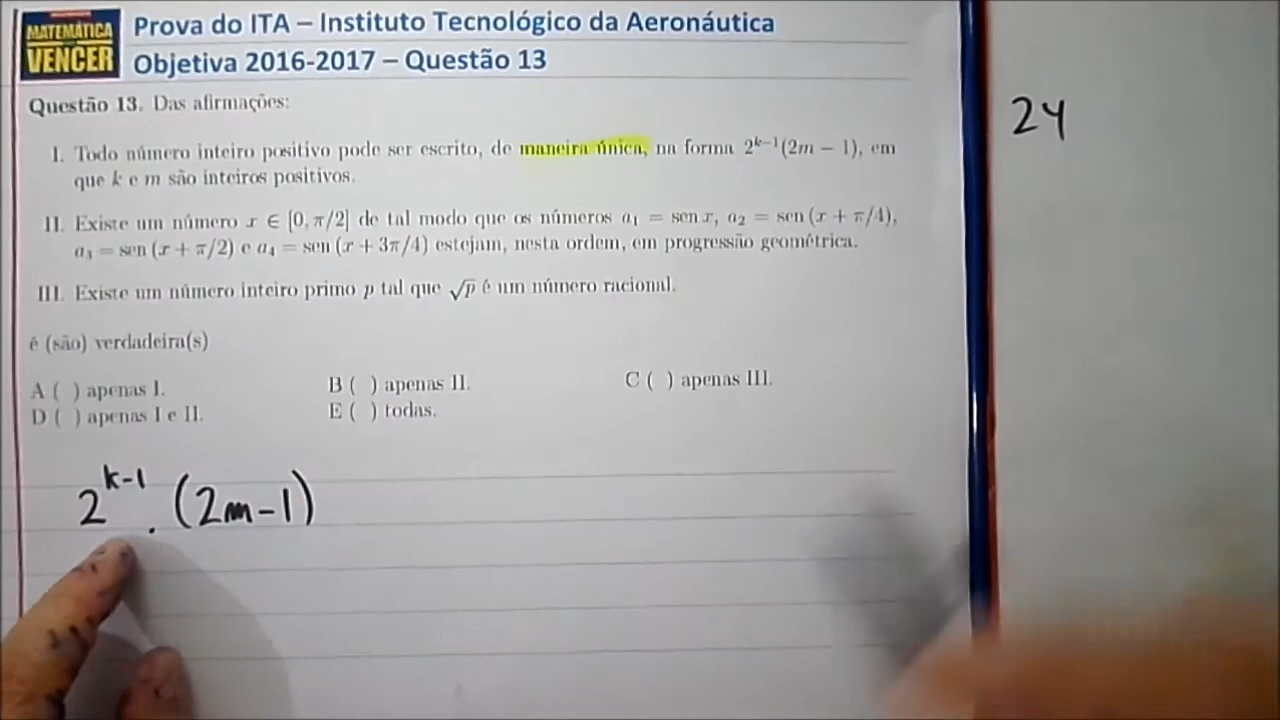 MATEMÁTICA
VENCER
Prova do ITA – Instituto Tecnológico da Aeronáutica
Objetiva 2016-2017 – Questão 13
Questão 13. Das afirmações:
I. Todo número inteiro positivo pode ser escrito, de maneira única, na forma 2^{k−1}(2m − 1), em
que k e m são inteiros positivos.
II. Existe um número x ∈ [0, π/2] de tal modo que os números a₁ = sen x, a₂ = sen (x + π/4),
a₃ = sen (x + π/2) e a₄ = sen (x + 3π/4) estejam, nesta ordem, em progressão geométrica.
III. Existe um número inteiro primo p tal que √p é um número racional.
é (são) verdadeira(s)
A ( ) apenas I. B ( ) apenas II. C ( ) apenas III.
D ( ) apenas I e II. E ( ) todas.
2^{k-1} . (2m-1)
24